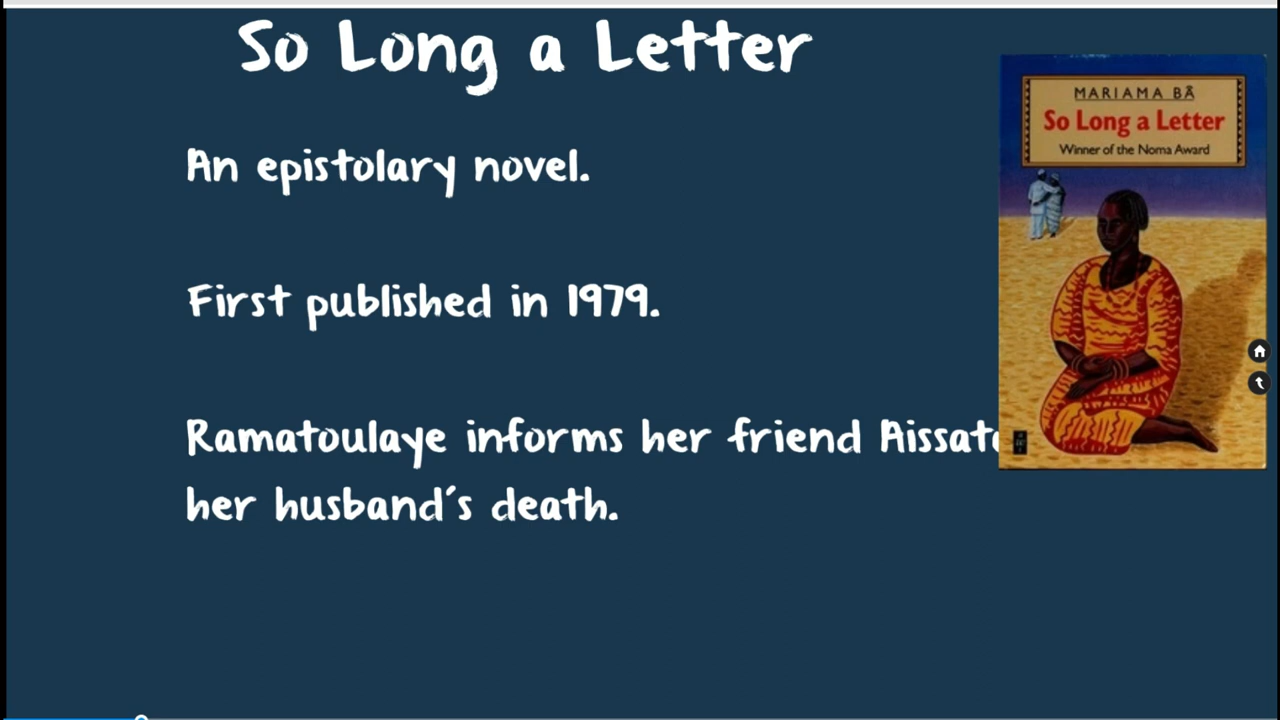 So Long a Letter
An epistolary novel.
First published in 1979.
Ramatoulaye informs her friend
her husband's death.
MARIAMA BÂ
So Long a Letter
Winner of the Noma Award